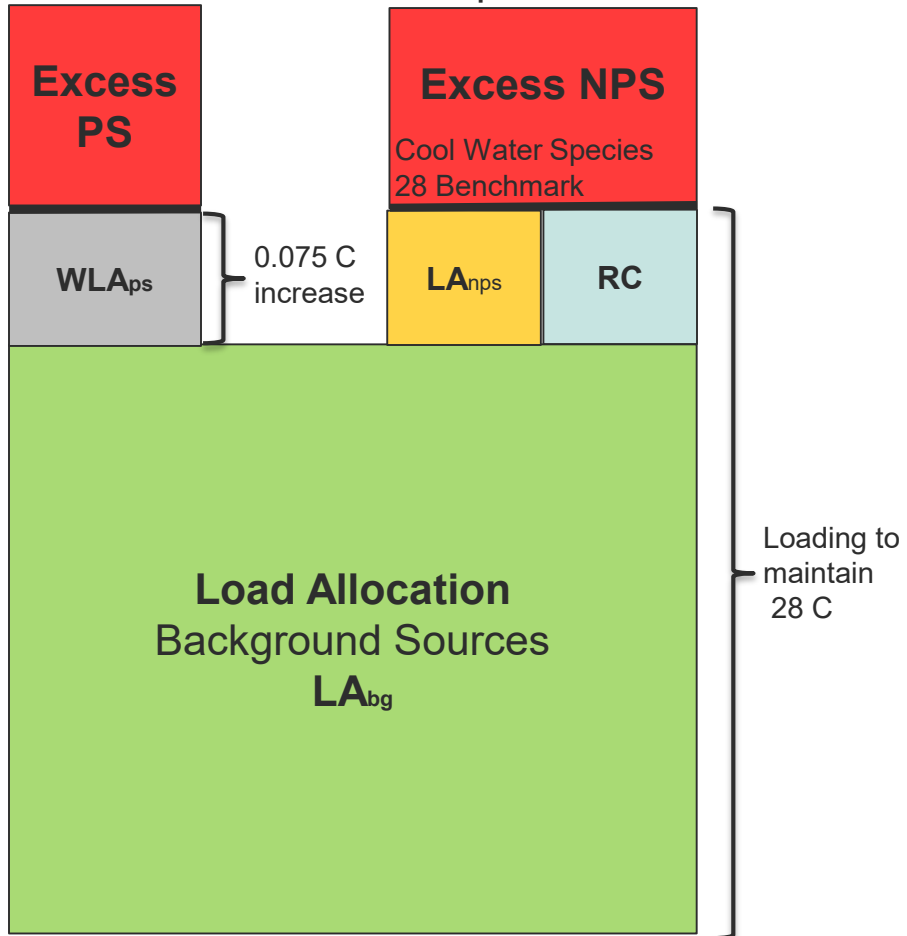 Excess
PS
Excess NPS
Cool Water Species
28 Benchmark
WLAps
0.075 C
increase
LAnps
RC
Loading to
maintain
28 C
Load Allocation
Background Sources
LAbg